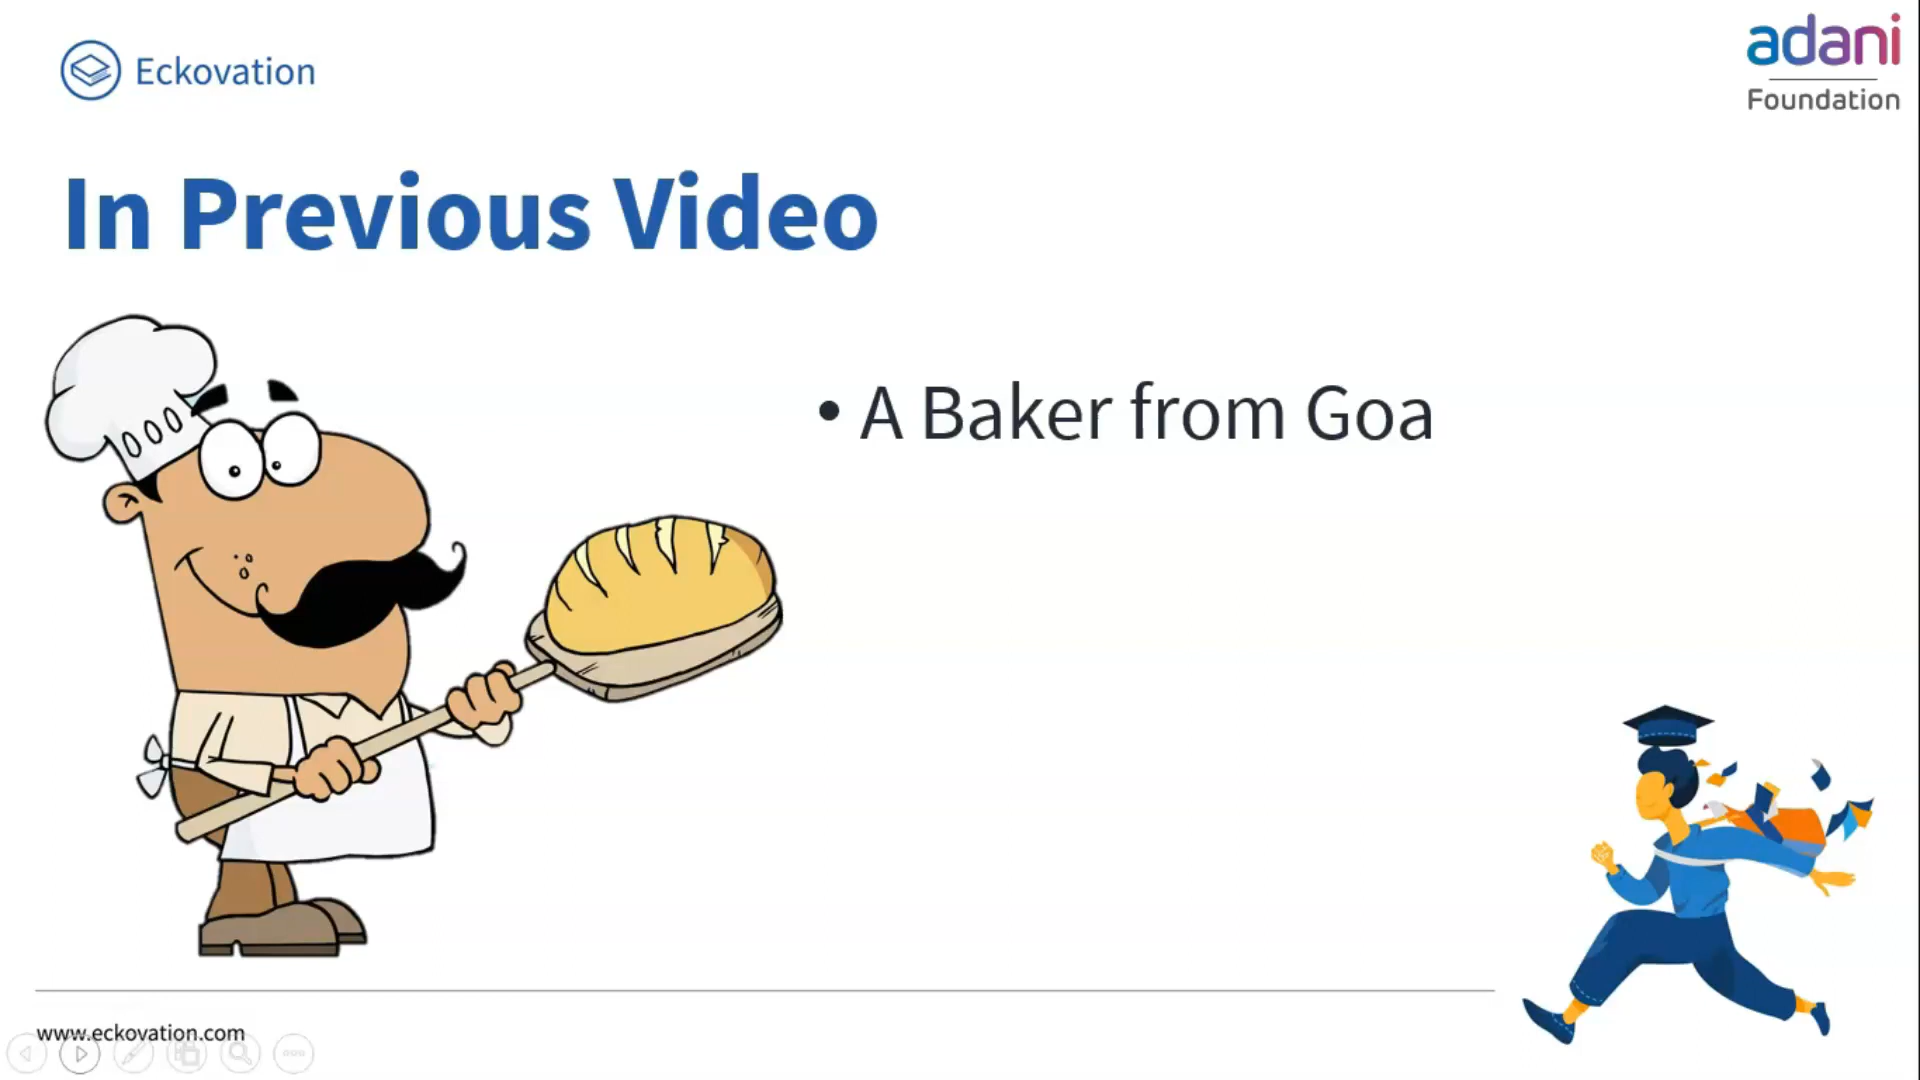 Eckovation
adani
Foundation
In Previous Video
• A Baker from Goa
www.eckovation.com